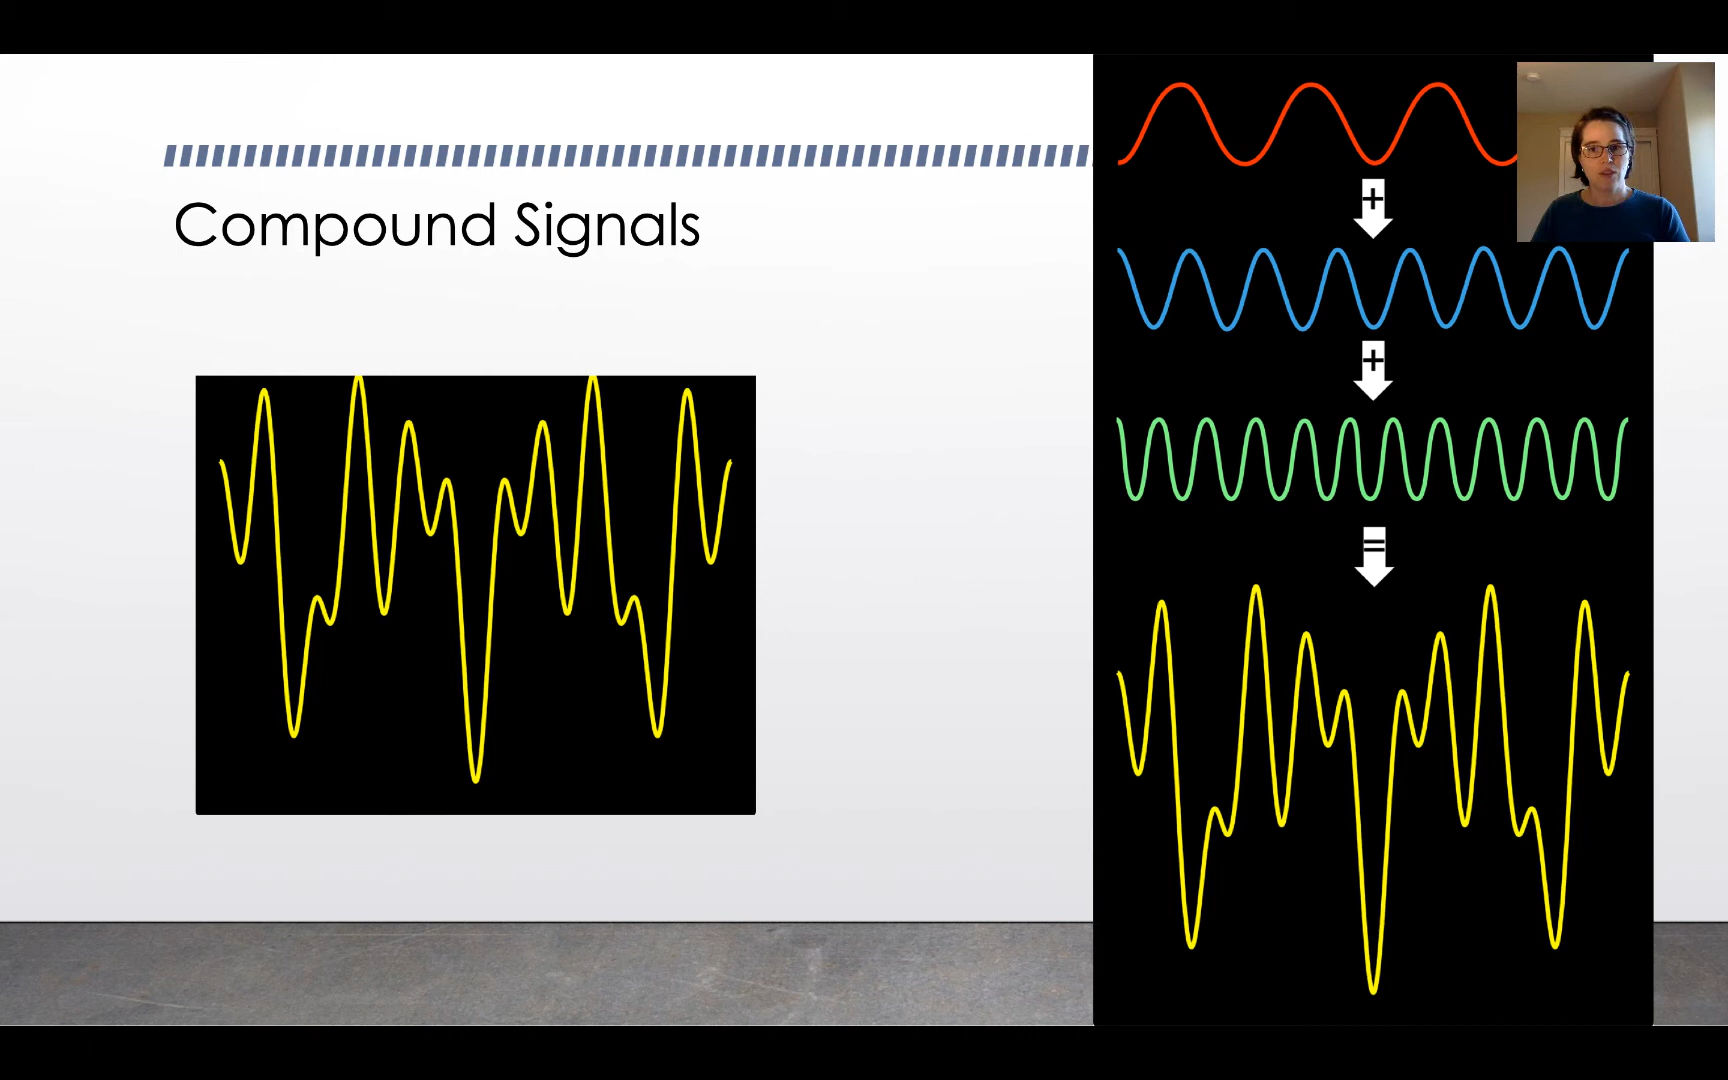 Compound Signals
+
+
=